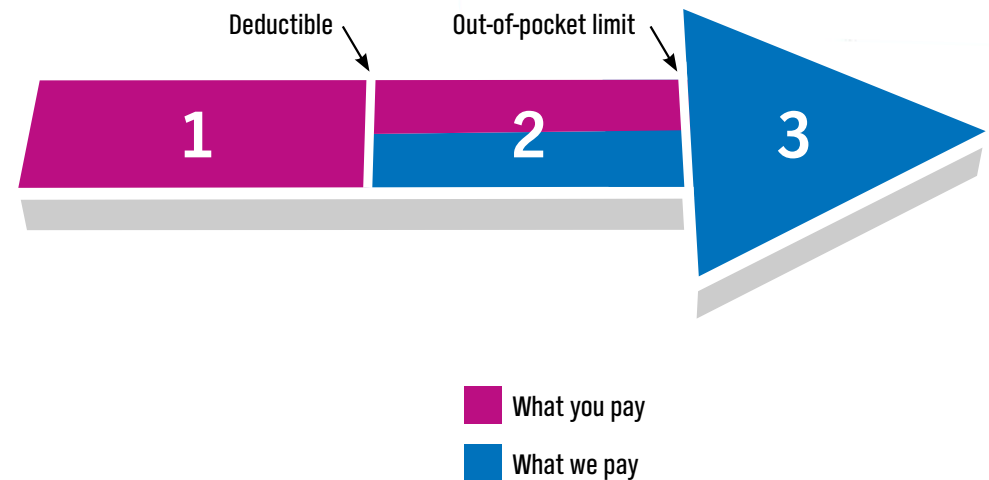 Deductible
Out-of-pocket limit
1
2
3
What you pay
What we pay